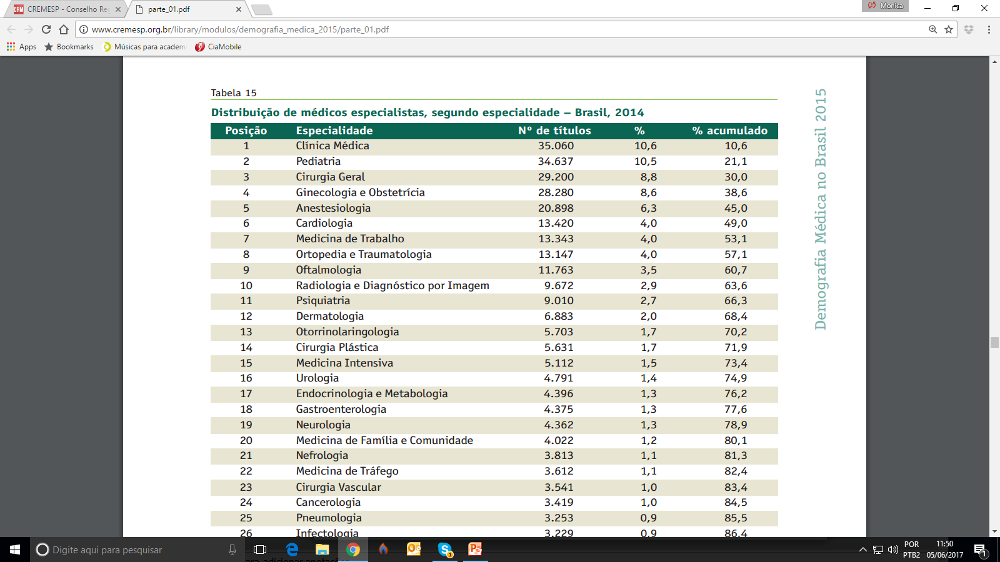 CREMESP - Conselho Reg
parte_01.pdf
Monica
www.cremesp.org.br/library/modulos/demografia_medica_2015/parte_01.pdf
Apps Bookmarks Músicas para academi CiaMobile
Tabela 15
Distribuição de médicos especialistas, segundo especialidade – Brasil, 2014
Posição Especialidade Nº de títulos % % acumulado
1 Clínica Médica 35.060 10,6 10,6
2 Pediatria 34.637 10,5 21,1
3 Cirurgia Geral 29.200 8,8 30,0
4 Ginecologia e Obstetrícia 28.280 8,6 38,6
5 Anestesiologia 20.898 6,3 45,0
6 Cardiologia 13.420 4,0 49,0
7 Medicina de Trabalho 13.343 4,0 53,1
8 Ortopedia e Traumatologia 13.147 4,0 57,1
9 Oftalmologia 11.763 3,5 60,7
10 Radiologia e Diagnóstico por Imagem 9.672 2,9 63,6
11 Psiquiatria 9.010 2,7 66,3
12 Dermatologia 6.883 2,0 68,4
13 Otorrinolaringologia 5.703 1,7 70,2
14 Cirurgia Plástica 5.631 1,7 71,9
15 Medicina Intensiva 5.112 1,5 73,4
16 Urologia 4.791 1,4 74,9
17 Endocrinologia e Metabologia 4.396 1,3 76,2
18 Gastroenterologia 4.375 1,3 77,6
19 Neurologia 4.362 1,3 78,9
20 Medicina de Família e Comunidade 4.022 1,2 80,1
21 Nefrologia 3.813 1,1 81,3
22 Medicina de Tráfego 3.612 1,1 82,4
23 Cirurgia Vascular 3.541 1,0 83,4
24 Cancerologia 3.419 1,0 84,5
25 Pneumologia 3.253 0,9 85,5
26 Infectologia 3.229 0,9 86,4
Demografia Médica no Brasil 2015
Digite aqui para pesquisar
POR
PTB2
11:50
05/06/2017